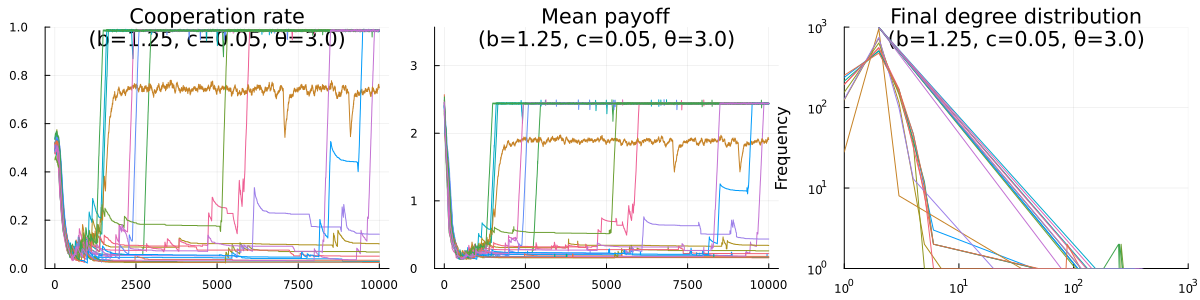 Cooperation rate
(b=1.25, c=0.05, θ=3.0)
1.0
0.8
0.6
0.4
0.2
0.0
0 2500 5000 7500 10000
Mean payoff
(b=1.25, c=0.05, θ=3.0)
3
2
1
0
0 2500 5000 7500 10000
Final degree distribution
(b=1.25, c=0.05, θ=3.0)
Frequency
10³
10²
10¹
10⁰
10⁰ 10¹ 10² 10³